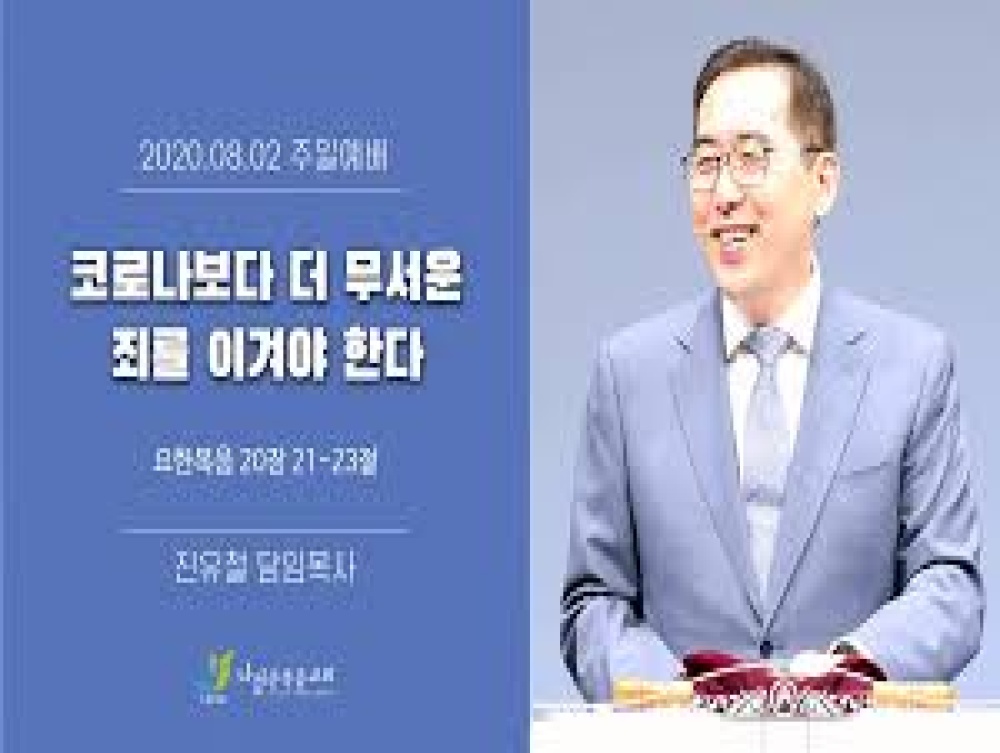 2020.08.02 주일예배
코로나보다 더 무서운
죄를 이겨야 한다
요한복음 20장 21-23절
진유철 담임목사